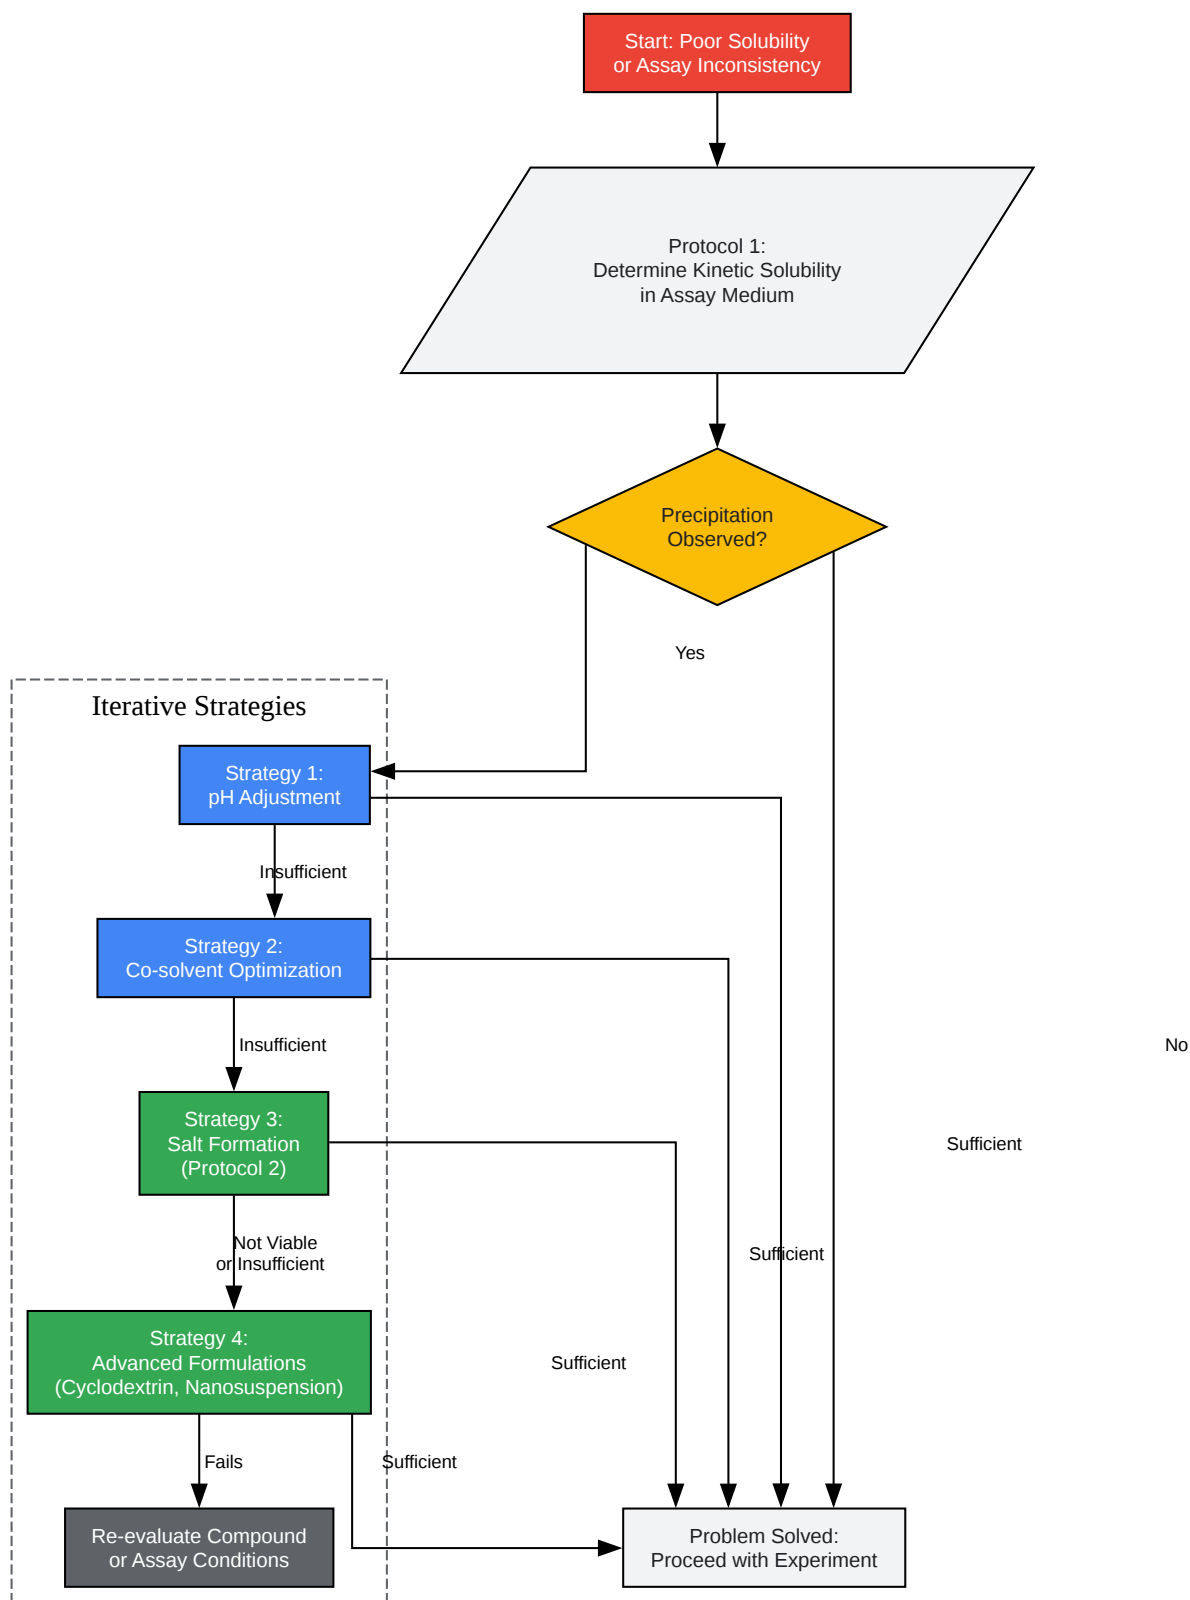 Start: Poor Solubility
or Assay Inconsistency
Protocol 1:
Determine Kinetic Solubility
in Assay Medium
Precipitation
Observed?
Yes
Iterative Strategies
Strategy 1:
pH Adjustment
Insufficient
Strategy 2:
Co-solvent Optimization
Insufficient
No
Strategy 3:
Salt Formation
(Protocol 2)
Sufficient
Not Viable
or Insufficient
Sufficient
Strategy 4:
Advanced Formulations
(Cyclodextrin, Nanosuspension)
Sufficient
Fails
Sufficient
Re-evaluate Compound
or Assay Conditions
Problem Solved:
Proceed with Experiment